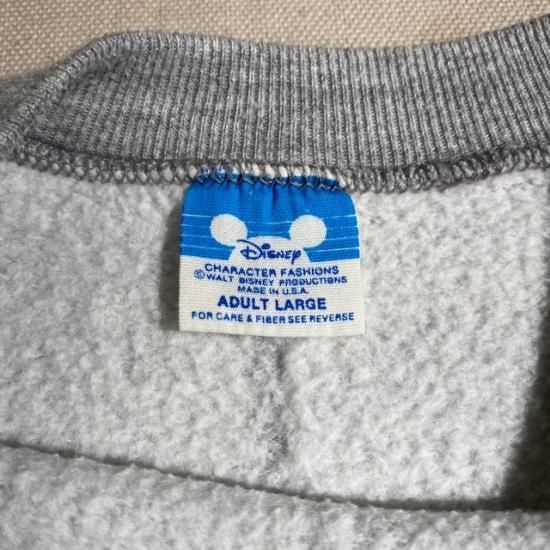 Disney
CHARACTER FASHIONS
©WALT DISNEY PRODUCTIONS
MADE IN U.S.A.
ADULT LARGE
FOR CARE & FIBER SEE REVERSE